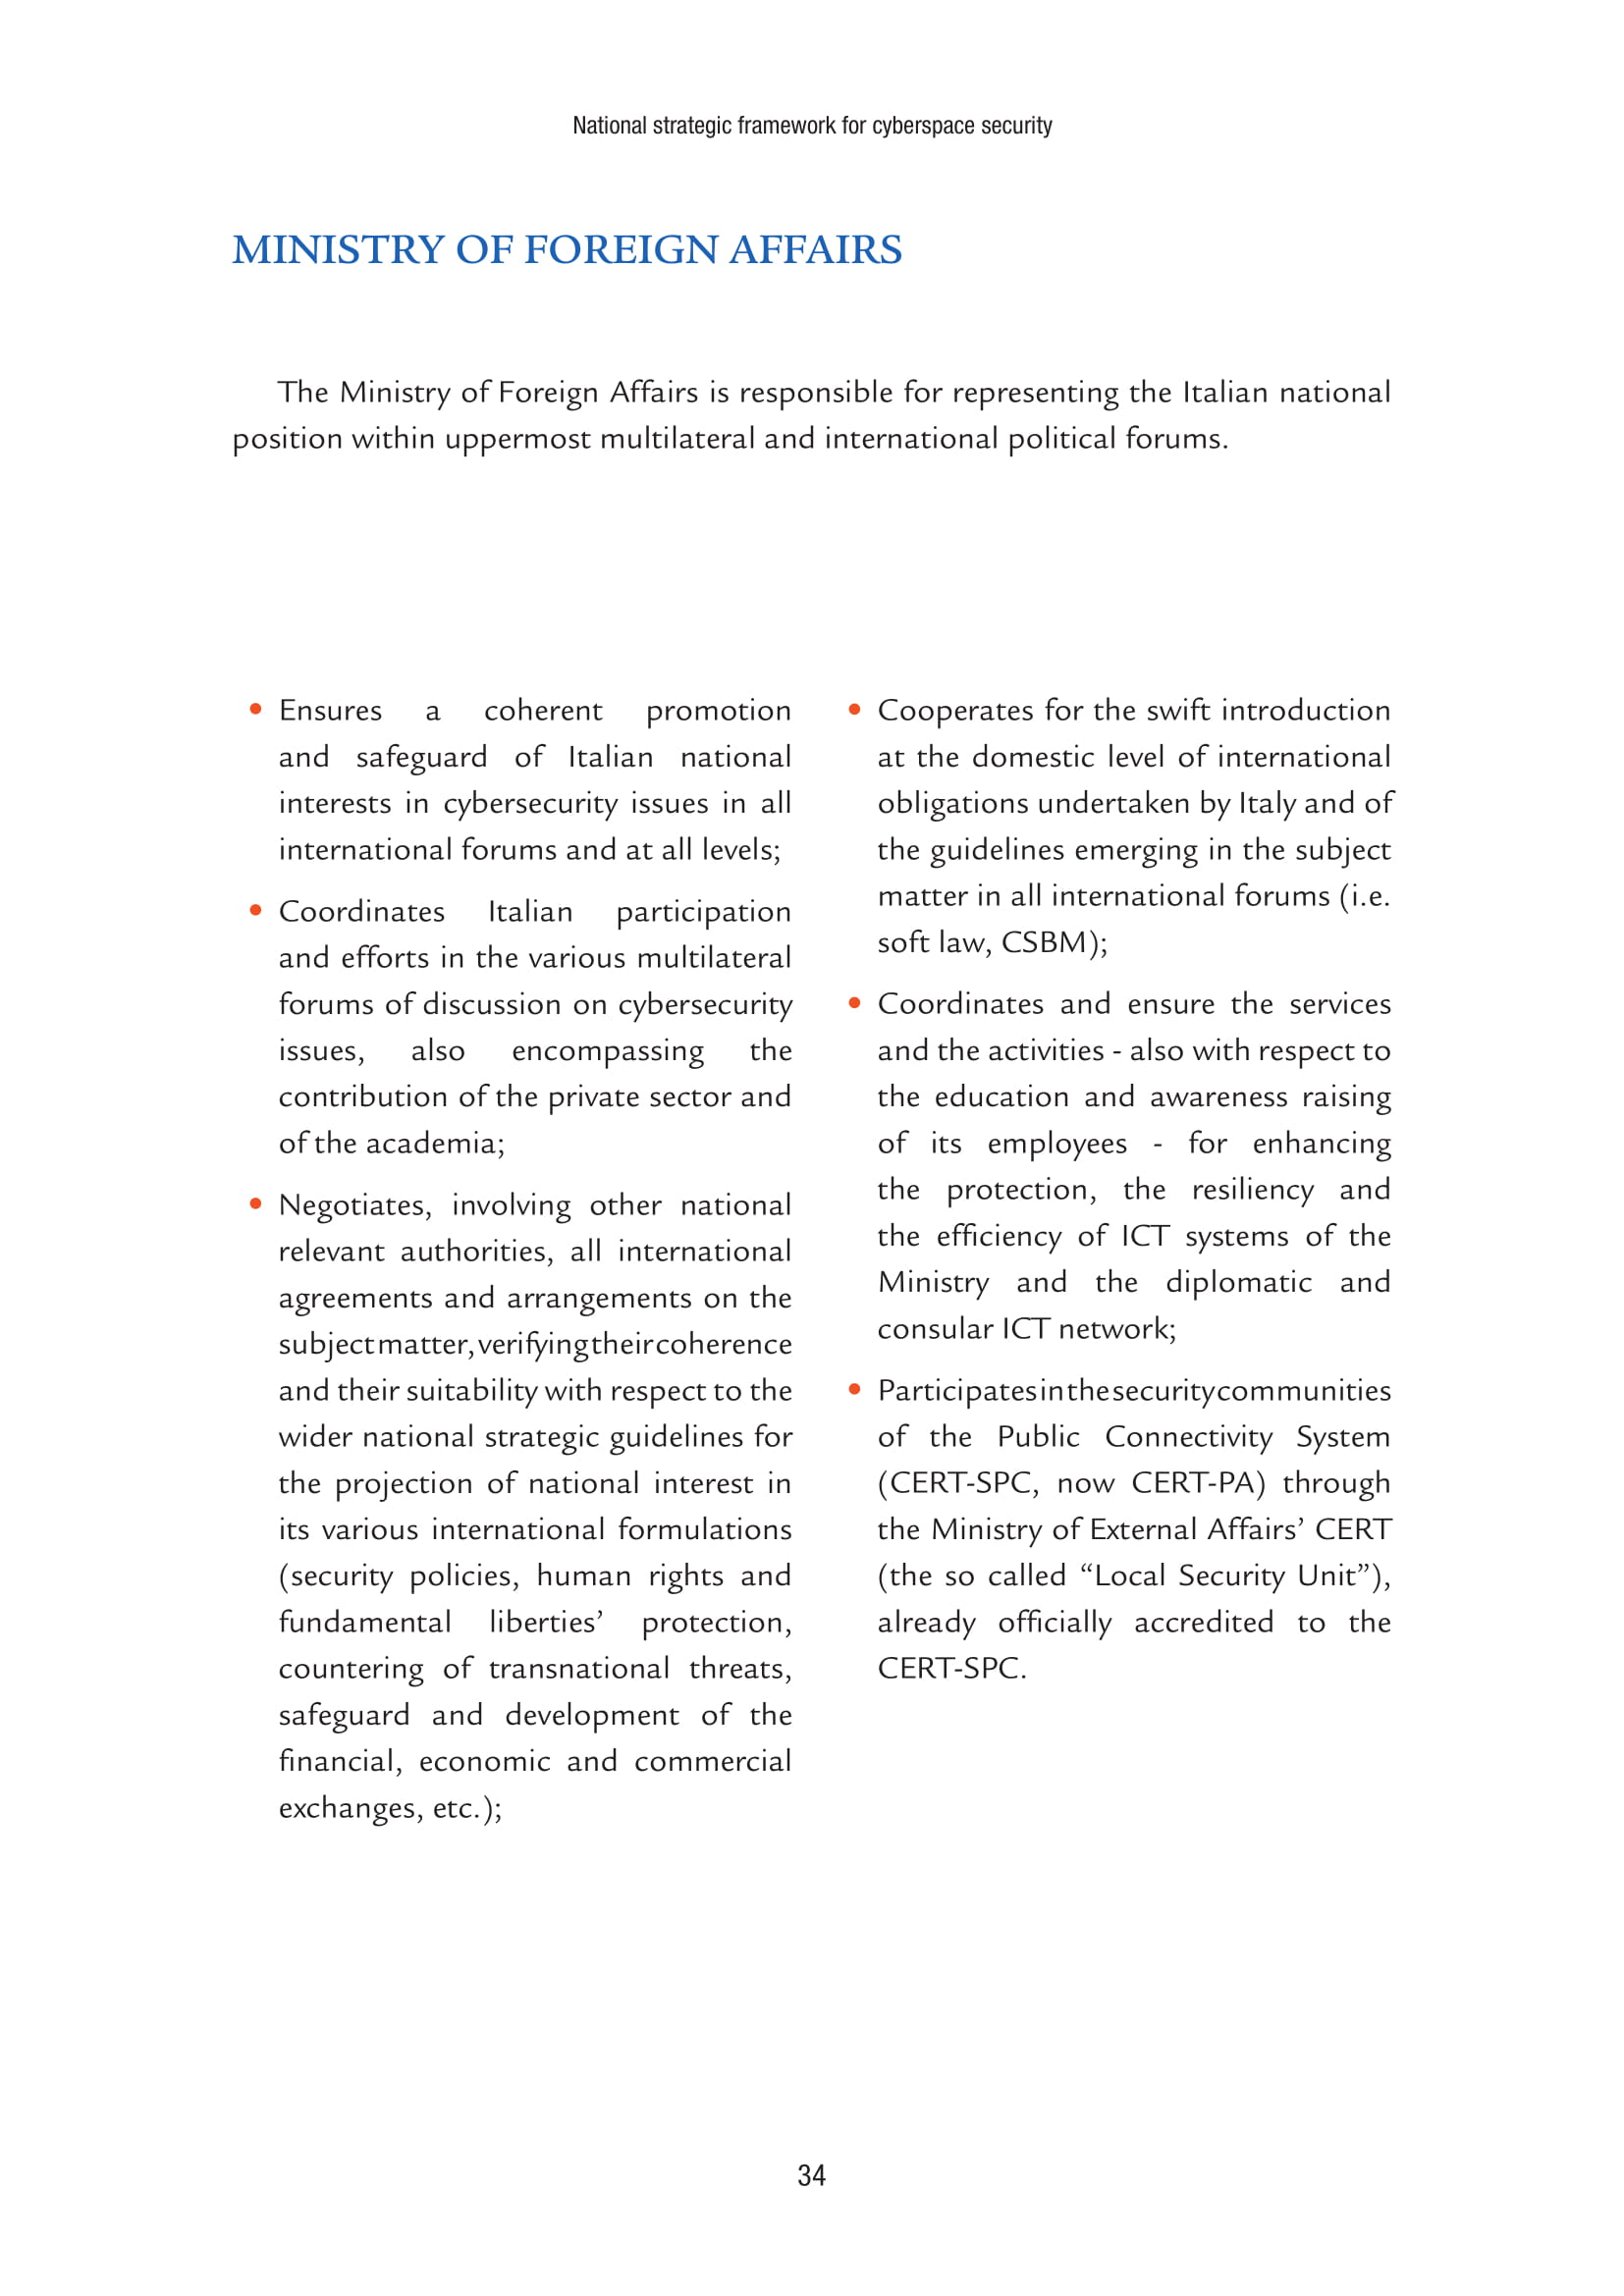 National strategic framework for cyberspace security
MINISTRY OF FOREIGN AFFAIRS
The Ministry of Foreign Affairs is responsible for representing the Italian national
position within uppermost multilateral and international political forums.
• Ensures a coherent promotion
and safeguard of Italian national
interests in cybersecurity issues in all
international forums and at all levels;
• Coordinates Italian participation
and efforts in the various multilateral
forums of discussion on cybersecurity
issues, also encompassing the
contribution of the private sector and
of the academia;
• Negotiates, involving other national
relevant authorities, all international
agreements and arrangements on the
subject matter, verifying their coherence
and their suitability with respect to the
wider national strategic guidelines for
the projection of national interest in
its various international formulations
(security policies, human rights and
fundamental liberties’ protection,
countering of transnational threats,
safeguard and development of the
financial, economic and commercial
exchanges, etc.);
• Cooperates for the swift introduction
at the domestic level of international
obligations undertaken by Italy and of
the guidelines emerging in the subject
matter in all international forums (i.e.
soft law, CSBM);
• Coordinates and ensure the services
and the activities - also with respect to
the education and awareness raising
of its employees - for enhancing
the protection, the resiliency and
the efficiency of ICT systems of the
Ministry and the diplomatic and
consular ICT network;
• Participates in the security communities
of the Public Connectivity System
(CERT-SPC, now CERT-PA) through
the Ministry of External Affairs’ CERT
(the so called “Local Security Unit”),
already officially accredited to the
CERT-SPC.
34